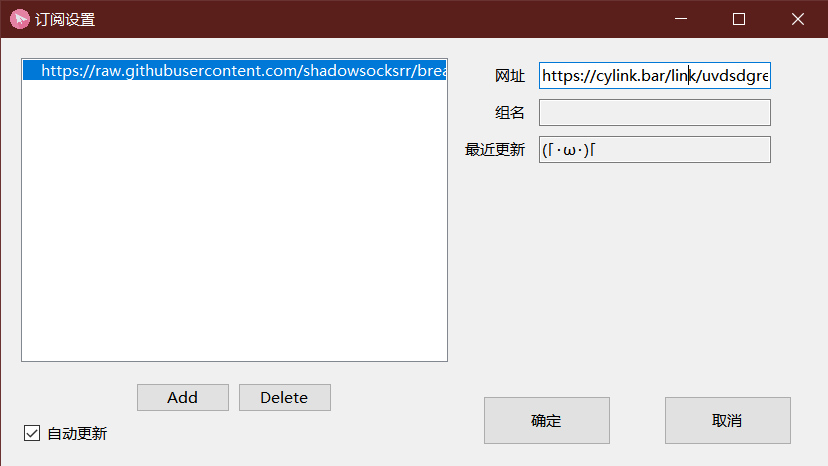 订阅设置
https://raw.githubusercontent.com/shadowsocksrr/brea
网址 https://cylink.bar/link/uvdsdgre
组名
最近更新 (｢･ω･)｢
Add Delete
自动更新
确定 取消